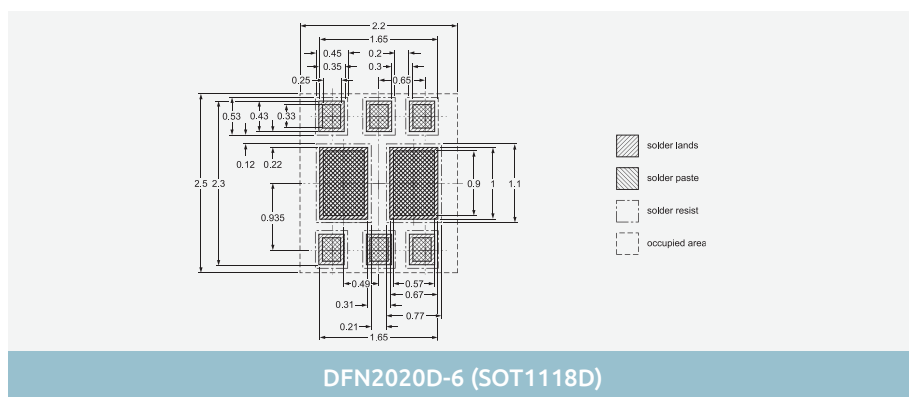 2.2
1.65
0.45 0.2
0.35 0.3
0.25 0.65
0.53 0.43 0.33
0.12 0.22
2.5 2.3 0.9 1 1.1
0.935
0.49 0.57
0.67
0.31 0.77
0.21
1.65
solder lands
solder paste
solder resist
occupied area
DFN2020D-6 (SOT1118D)